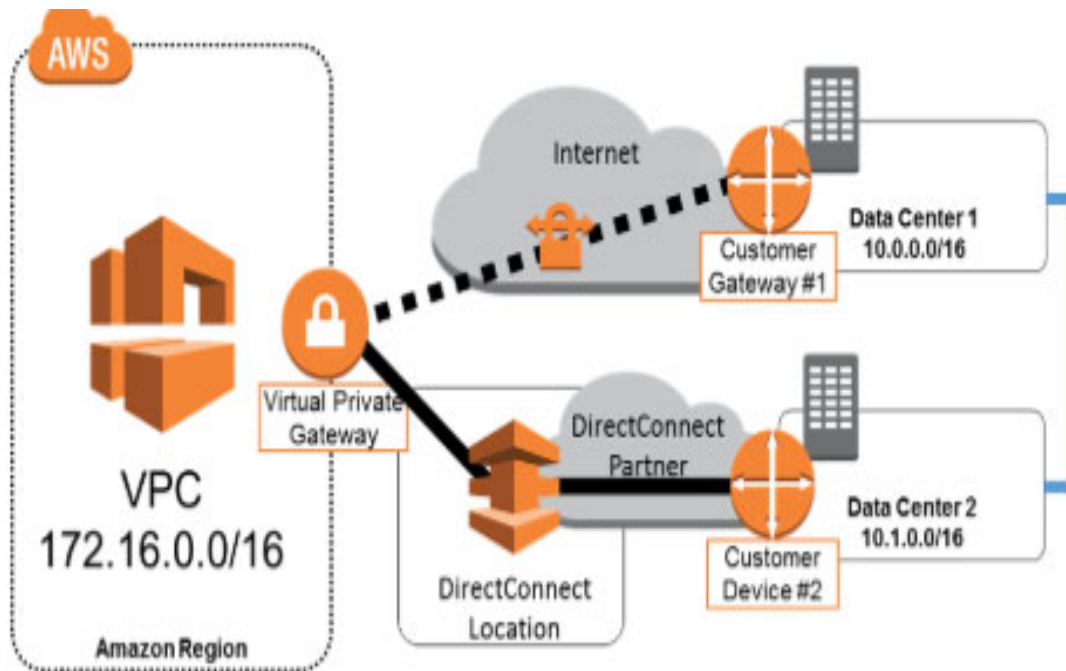 AWS
Internet
Data Center 1
10.0.0.0/16
Customer
Gateway #1
Virtual Private
Gateway
DirectConnect
Partner
VPC
172.16.0.0/16
Data Center 2
10.1.0.0/16
DirectConnect
Location
Customer
Device #2
Amazon Region